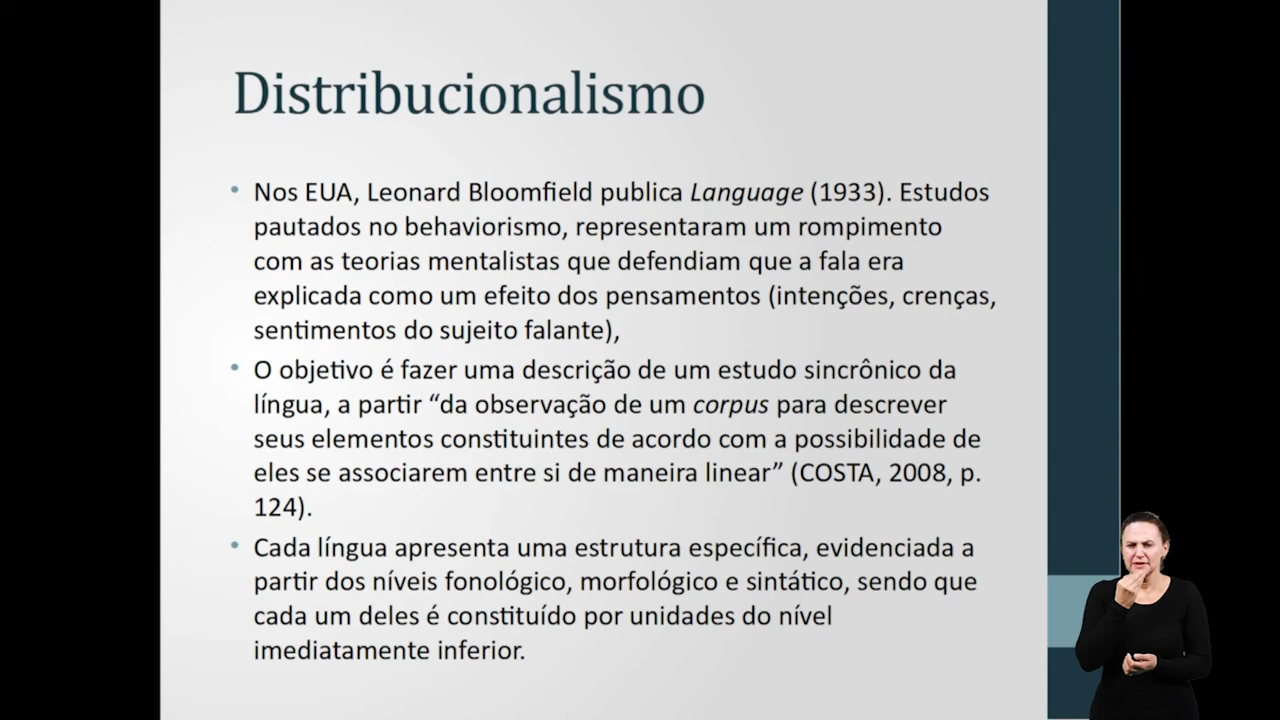 Distribucionalismo
• Nos EUA, Leonard Bloomfield publica Language (1933). Estudos
pautados no behaviorismo, representaram um rompimento
com as teorias mentalistas que defendiam que a fala era
explicada como um efeito dos pensamentos (intenções, crenças,
sentimentos do sujeito falante),
• O objetivo é fazer uma descrição de um estudo sincrônico da
língua, a partir “da observação de um corpus para descrever
seus elementos constituintes de acordo com a possibilidade de
eles se associarem entre si de maneira linear” (COSTA, 2008, p.
124).
• Cada língua apresenta uma estrutura específica, evidenciada a
partir dos níveis fonológico, morfológico e sintático, sendo que
cada um deles é constituído por unidades do nível
imediatamente inferior.